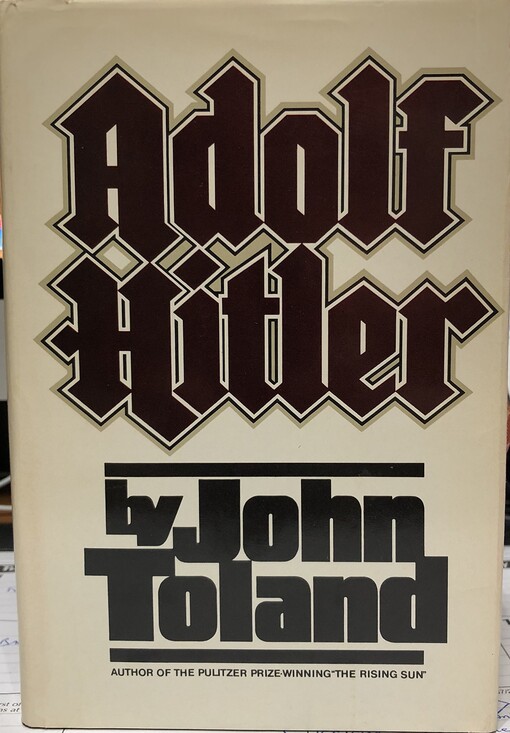 Adolf
Hitler
by John
Toland
AUTHOR OF THE PULITZER PRIZE-WINNING "THE RISING SUN"